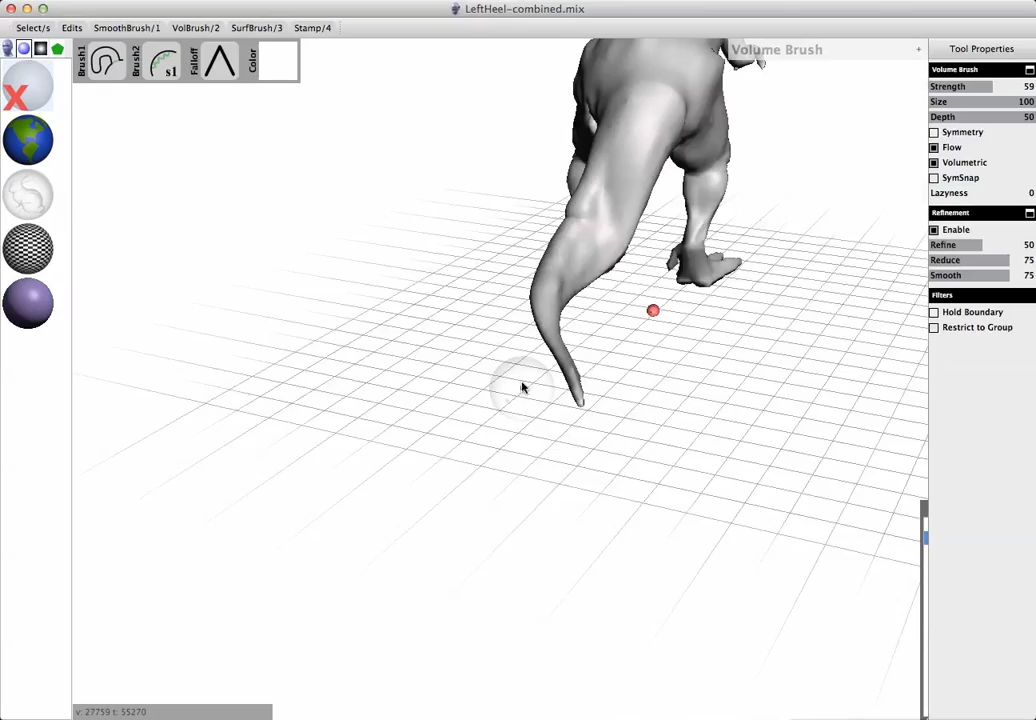 LeftHeel-combined.mix
Select/s Edits SmoothBrush/1 VolBrush/2 SurfBrush/3 Stamp/4
Brush1 Brush2 s1 Falloff Color
Volume Brush +
Tool Properties
Volume Brush
Strength 59
Size 100
Depth 50
Symmetry
Flow
Volumetric
SymSnap
Lazyness 0
Refinement
Enable
Refine 50
Reduce 75
Smooth 75
Filters
Hold Boundary
Restrict to Group
v: 27759 t: 55270